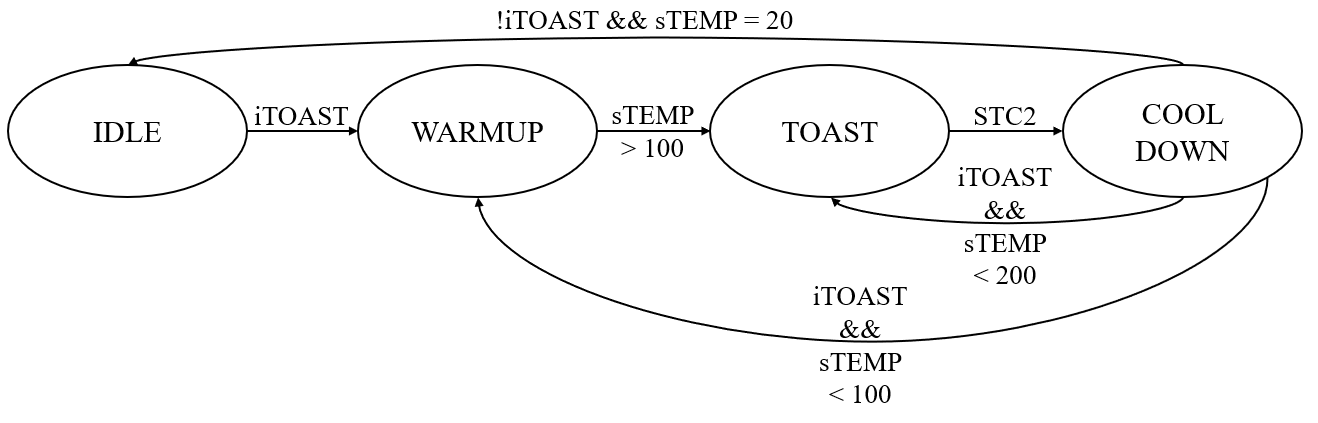 !iTOAST && sTEMP = 20
IDLE
iTOAST
WARMUP
sTEMP
> 100
TOAST
STC2
COOL
DOWN
iTOAST
&&
sTEMP
< 200
iTOAST
&&
sTEMP
< 100